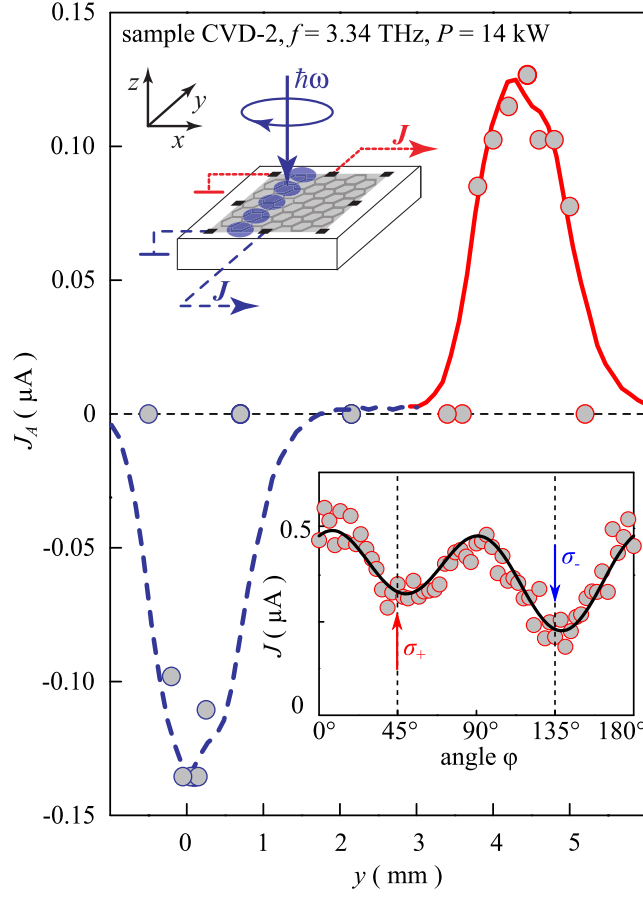 sample CVD-2, f = 3.34 THz, P = 14 kW
0.15
0.10
0.05
0
-0.05
-0.10
-0.15
J_A ( μA )
z
y
x
ħω
J
J
0.5
0
J ( μA )
σ₊
σ₋
0° 45° 90° 135° 180°
angle φ
0 1 2 3 4 5
y ( mm )